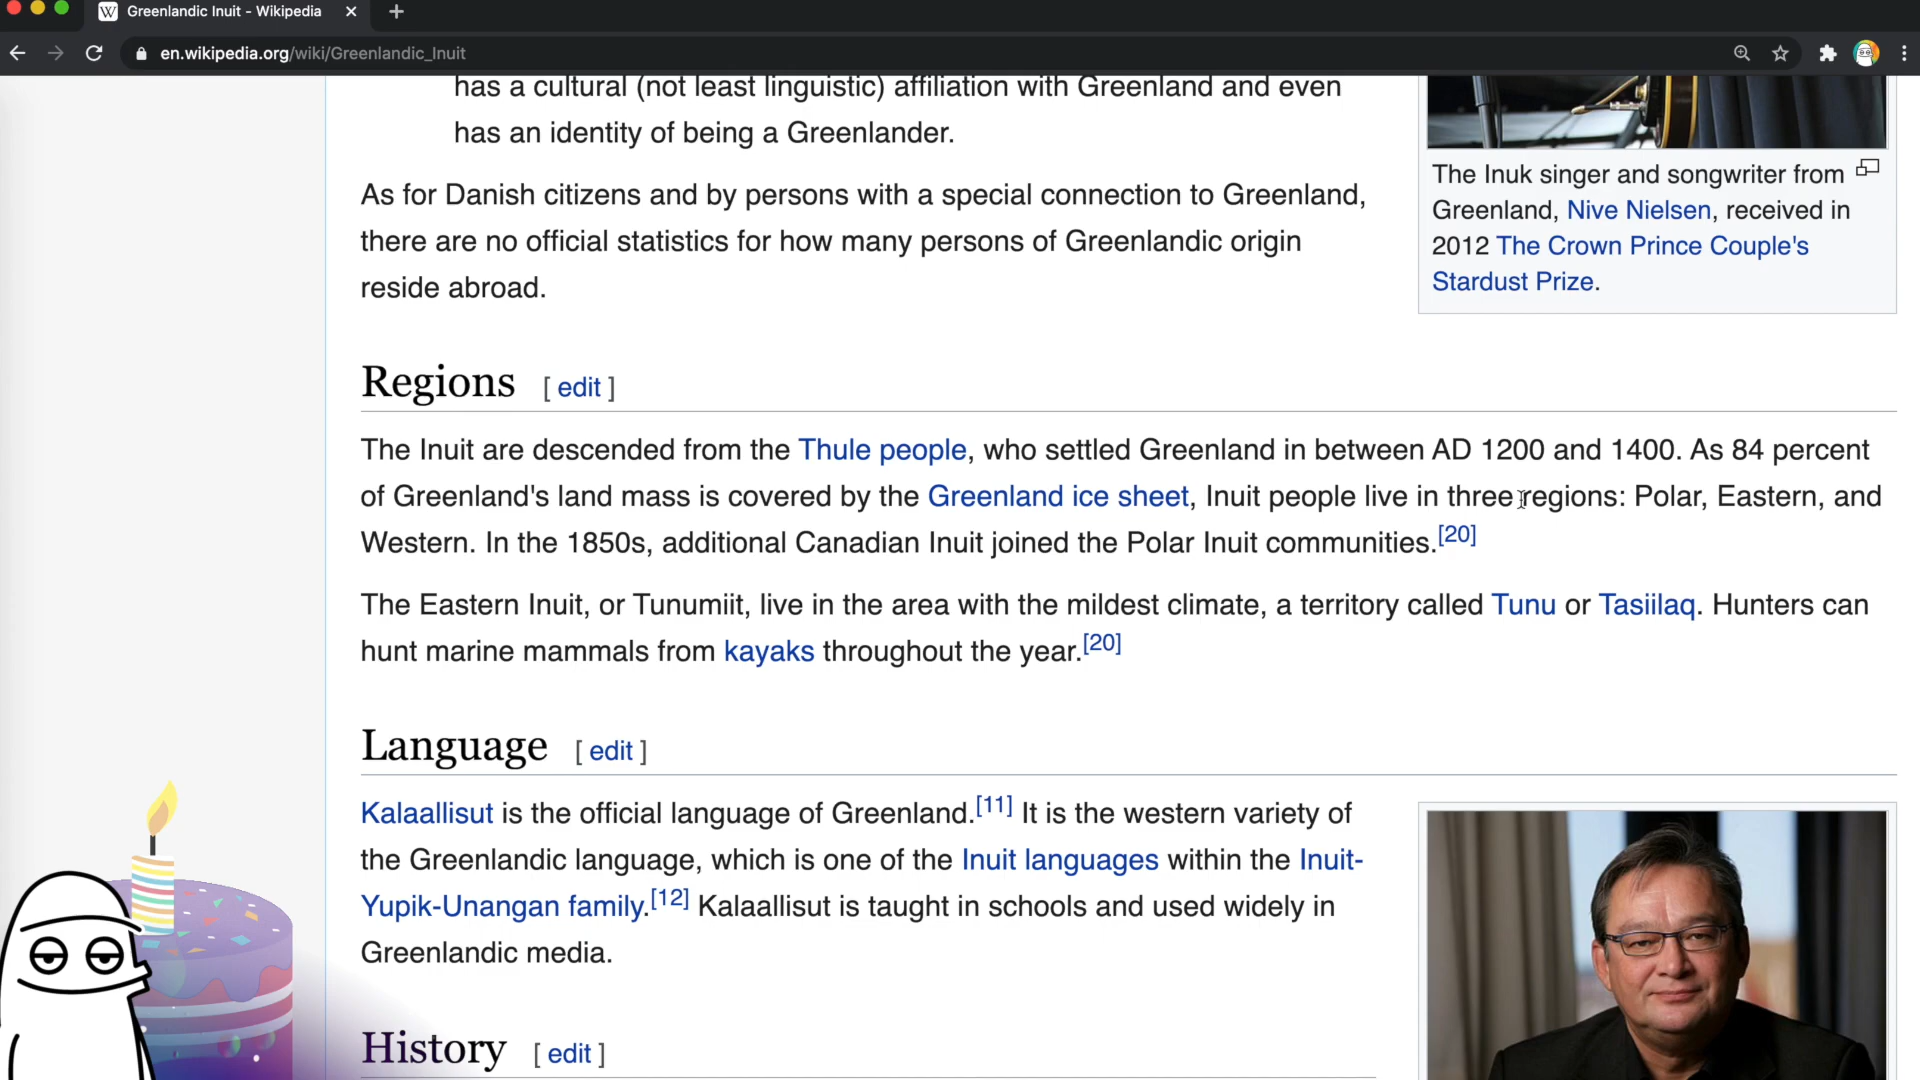 Greenlandic Inuit - Wikipedia
en.wikipedia.org/wiki/Greenlandic_Inuit
has a cultural (not least linguistic) affiliation with Greenland and even
has an identity of being a Greenlander.
As for Danish citizens and by persons with a special connection to Greenland,
there are no official statistics for how many persons of Greenlandic origin
reside abroad.
The Inuk singer and songwriter from
Greenland, Nive Nielsen, received in
2012 The Crown Prince Couple's
Stardust Prize.
Regions [ edit ]
The Inuit are descended from the Thule people, who settled Greenland in between AD 1200 and 1400. As 84 percent
of Greenland's land mass is covered by the Greenland ice sheet, Inuit people live in three regions: Polar, Eastern, and
Western. In the 1850s, additional Canadian Inuit joined the Polar Inuit communities.[20]
The Eastern Inuit, or Tunumiit, live in the area with the mildest climate, a territory called Tunu or Tasiilaq. Hunters can
hunt marine mammals from kayaks throughout the year.[20]
Language [ edit ]
Kalaallisut is the official language of Greenland.[11] It is the western variety of
the Greenlandic language, which is one of the Inuit languages within the Inuit-
Yupik-Unangan family.[12] Kalaallisut is taught in schools and used widely in
Greenlandic media.
History [ edit ]